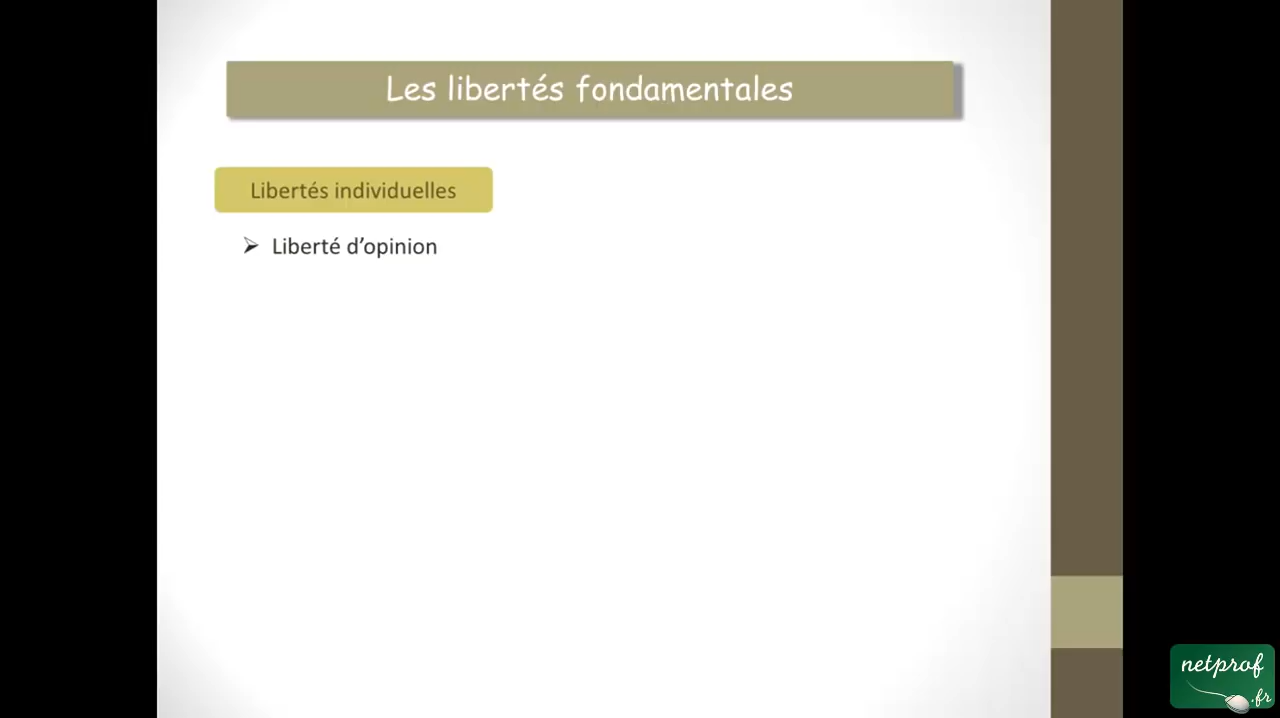 Les libertés fondamentales
Libertés individuelles
➢ Liberté d’opinion
netprof
.fr